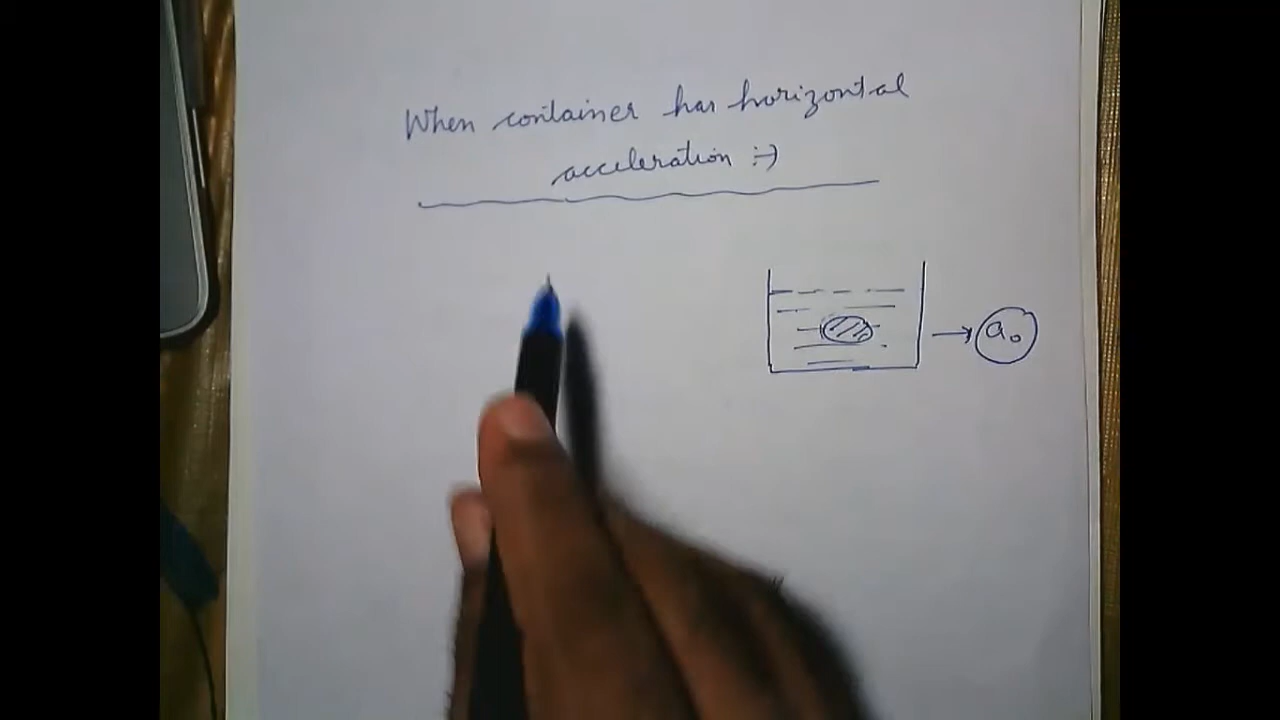 When container has horizontal
acceleration :-)
a₀